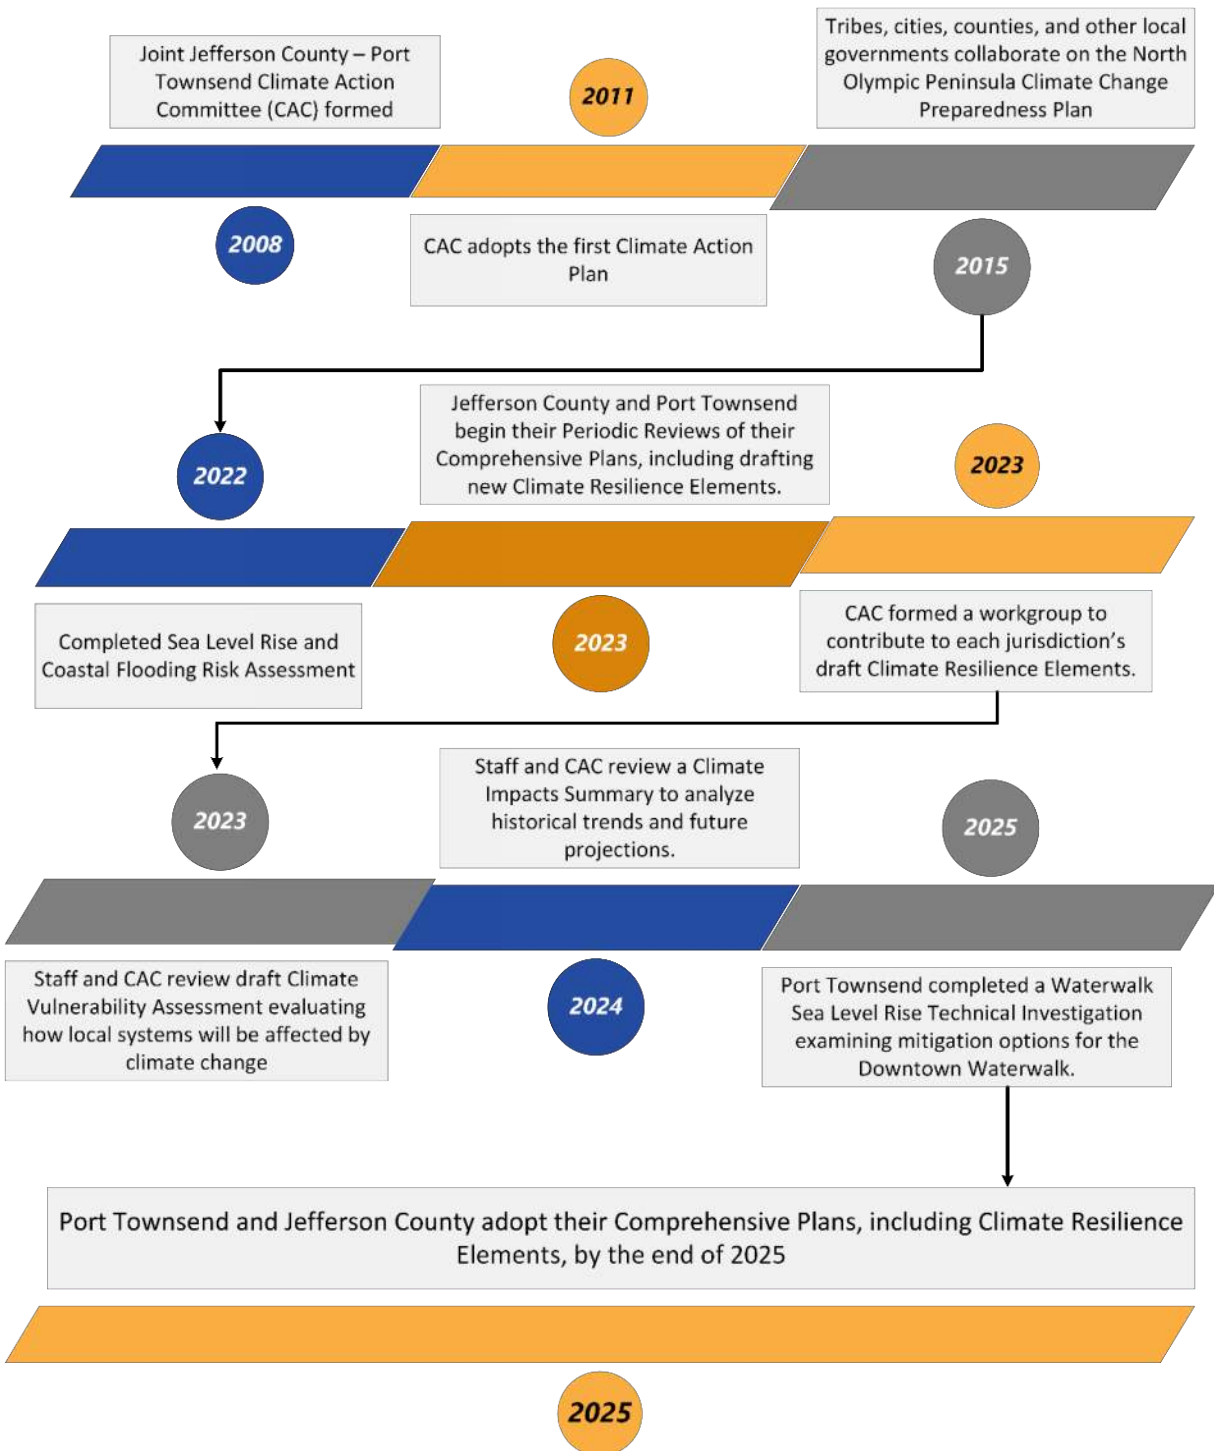 Joint Jefferson County – Port
Townsend Climate Action
Committee (CAC) formed
2008
2011
CAC adopts the first Climate Action
Plan
Tribes, cities, counties, and other local
governments collaborate on the North
Olympic Peninsula Climate Change
Preparedness Plan
2015
2022
Completed Sea Level Rise and
Coastal Flooding Risk Assessment
Jefferson County and Port Townsend
begin their Periodic Reviews of their
Comprehensive Plans, including drafting
new Climate Resilience Elements.
2023
2023
CAC formed a workgroup to
contribute to each jurisdiction’s
draft Climate Resilience Elements.
2023
Staff and CAC review draft Climate
Vulnerability Assessment evaluating
how local systems will be affected by
climate change
Staff and CAC review a Climate
Impacts Summary to analyze
historical trends and future
projections.
2024
2025
Port Townsend completed a Waterwalk
Sea Level Rise Technical Investigation
examining mitigation options for the
Downtown Waterwalk.
Port Townsend and Jefferson County adopt their Comprehensive Plans, including Climate Resilience
Elements, by the end of 2025
2025